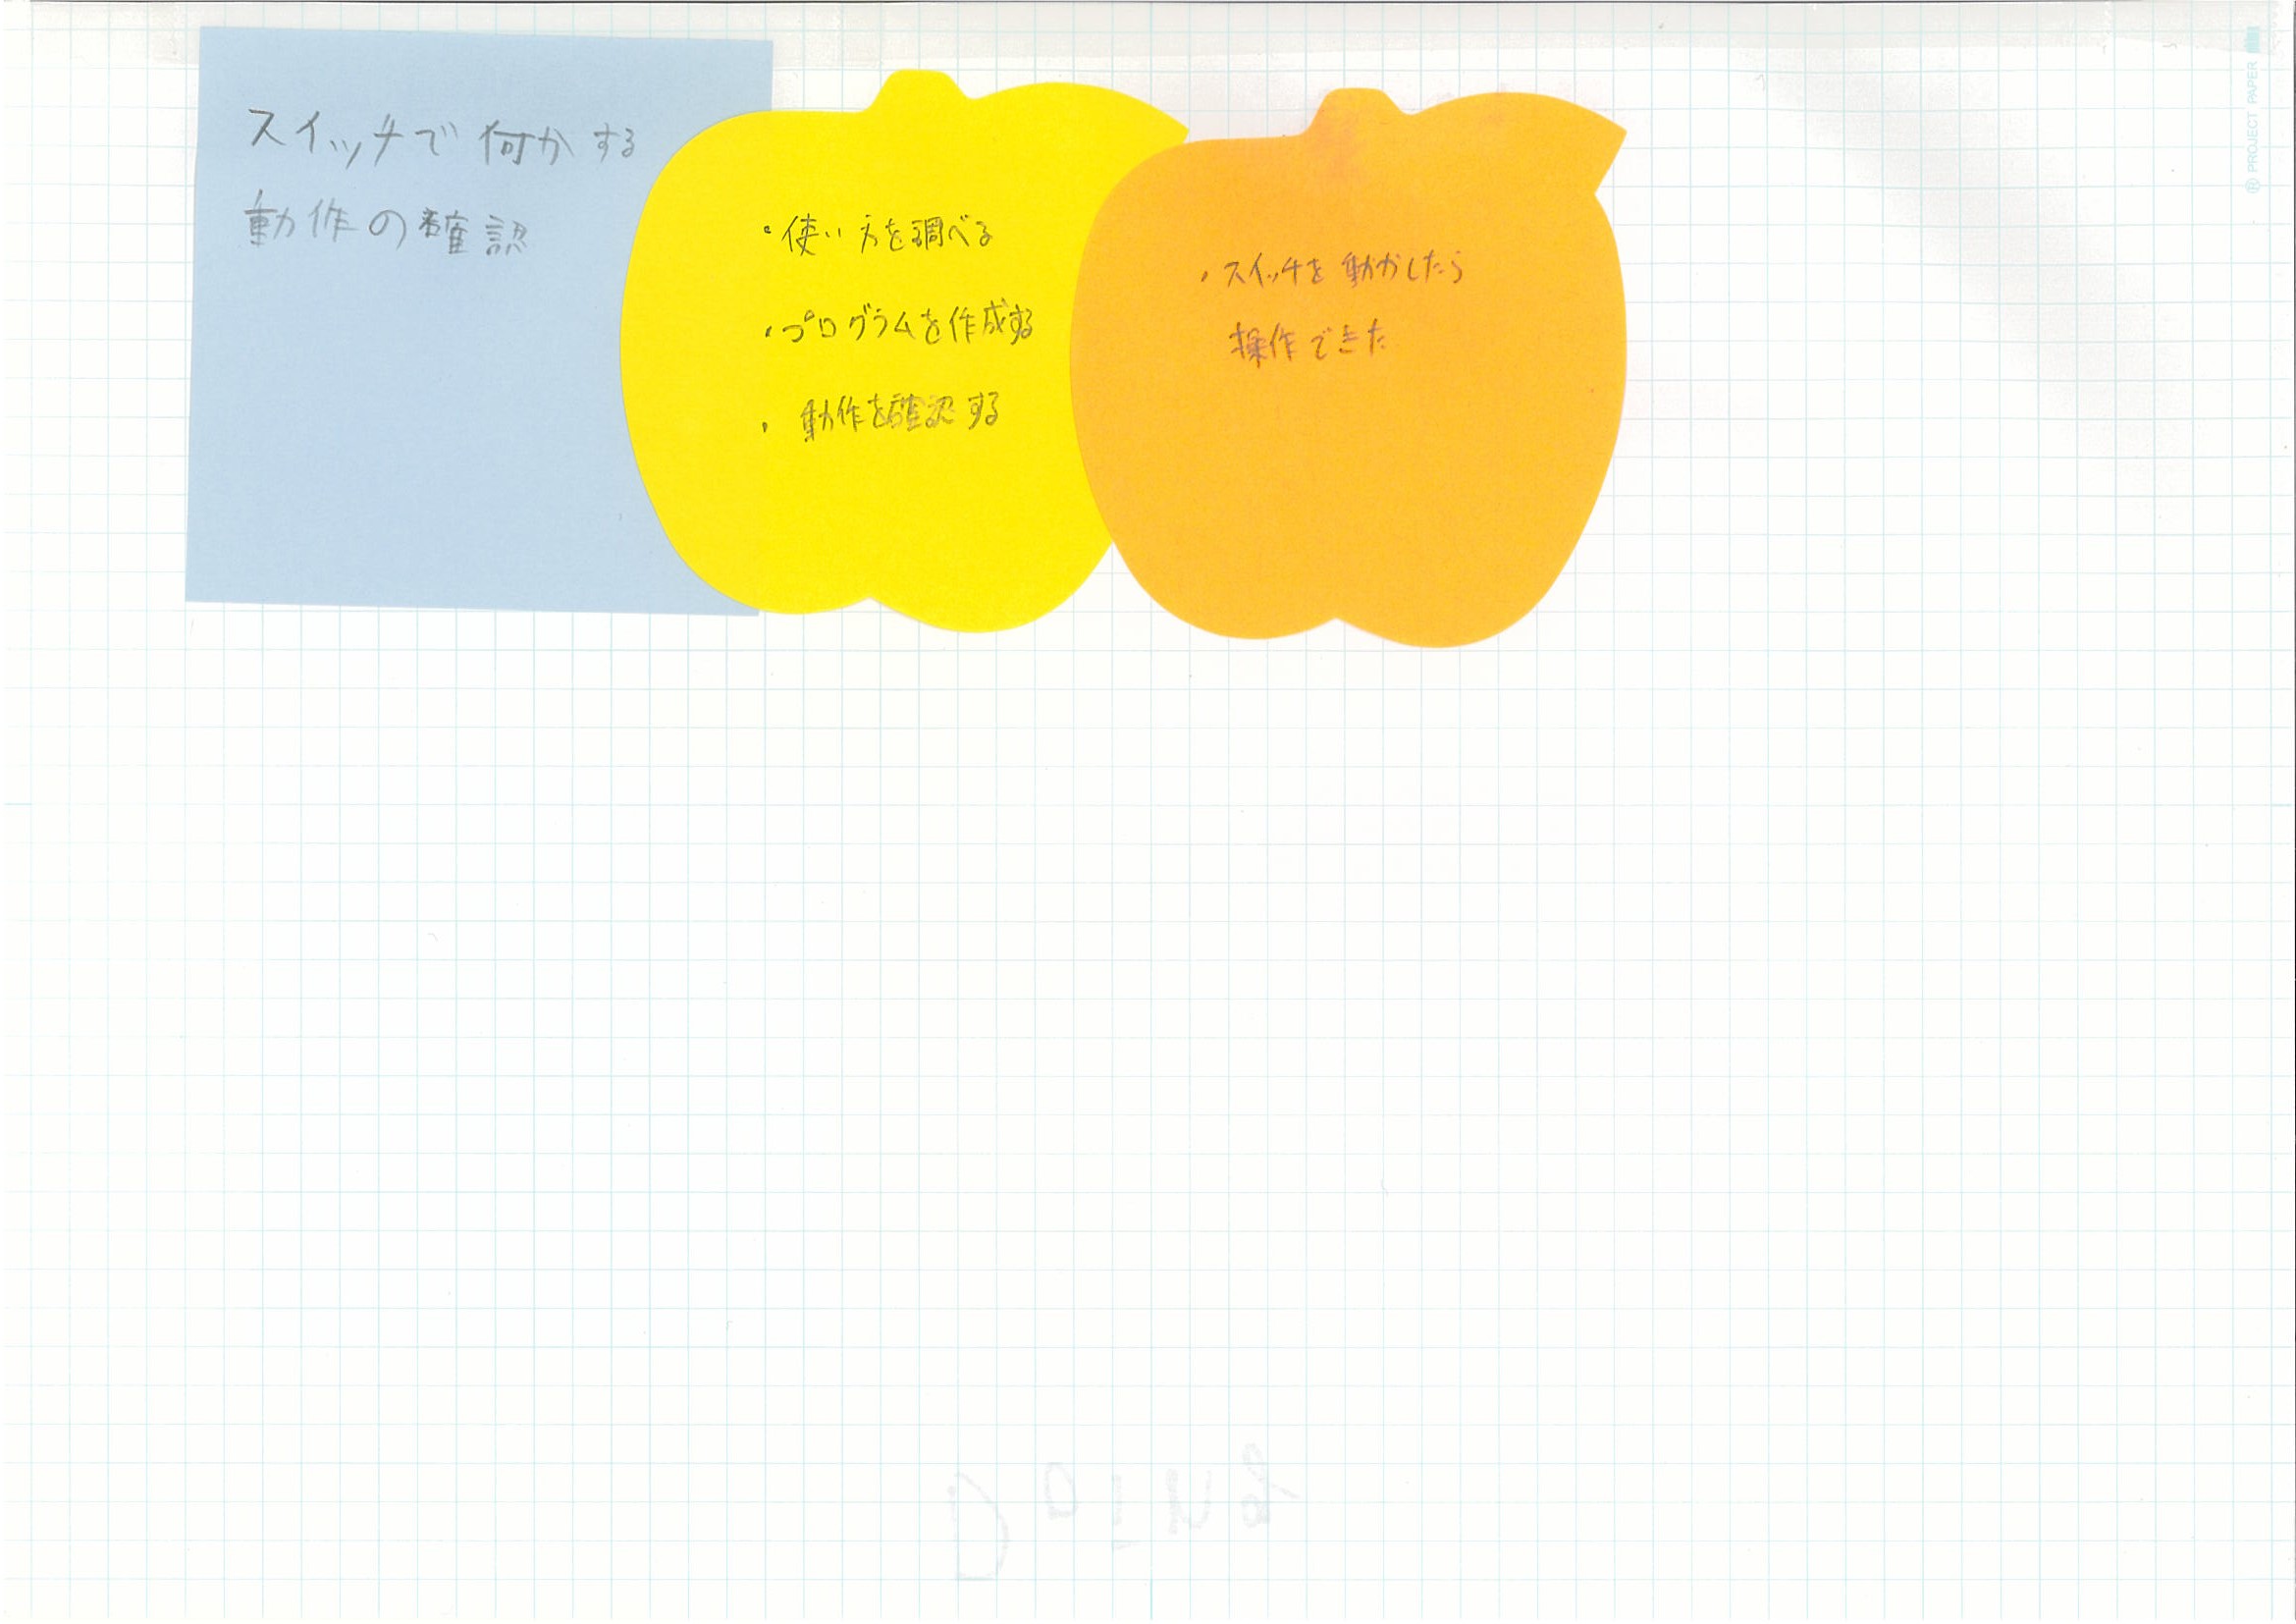 スイッチで何かする
動作の確認
・使い方を調べる
・プログラムを作成する
・動作を確認する
・スイッチを動かしたら
操作できた
PROJECT PAPER